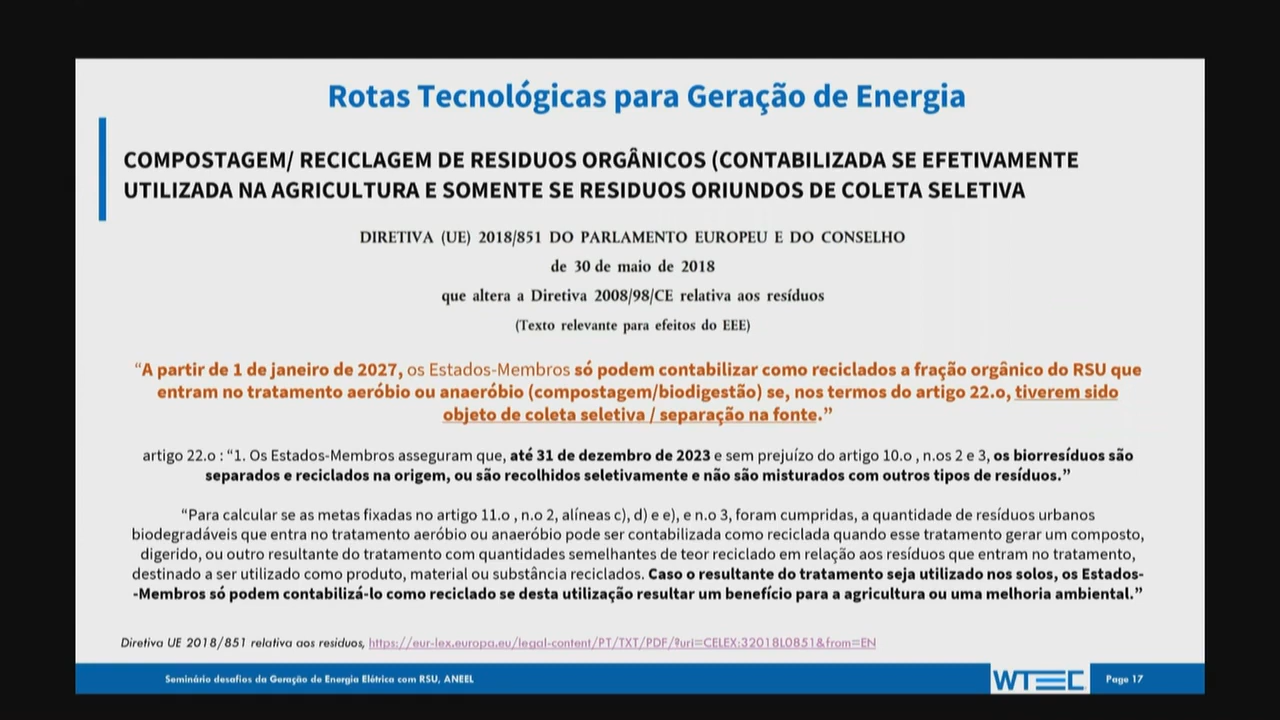 Rotas Tecnológicas para Geração de Energia
COMPOSTAGEM/ RECICLAGEM DE RESIDUOS ORGÂNICOS (CONTABILIZADA SE EFETIVAMENTE
UTILIZADA NA AGRICULTURA E SOMENTE SE RESIDUOS ORIUNDOS DE COLETA SELETIVA
DIRETIVA (UE) 2018/851 DO PARLAMENTO EUROPEU E DO CONSELHO
de 30 de maio de 2018
que altera a Diretiva 2008/98/CE relativa aos resíduos
(Texto relevante para efeitos do EEE)
“A partir de 1 de janeiro de 2027, os Estados-Membros só podem contabilizar como reciclados a fração orgânico do RSU que
entram no tratamento aeróbio ou anaeróbio (compostagem/biodigestão) se, nos termos do artigo 22.o, tiverem sido
objeto de coleta seletiva / separação na fonte.”
artigo 22.o : “1. Os Estados-Membros asseguram que, até 31 de dezembro de 2023 e sem prejuízo do artigo 10.o , n.os 2 e 3, os biorresíduos são
separados e reciclados na origem, ou são recolhidos seletivamente e não são misturados com outros tipos de resíduos.”
“Para calcular se as metas fixadas no artigo 11.o , n.o 2, alíneas c), d) e e), e n.o 3, foram cumpridas, a quantidade de resíduos urbanos
biodegradáveis que entra no tratamento aeróbio ou anaeróbio pode ser contabilizada como reciclada quando esse tratamento gerar um composto,
digerido, ou outro resultante do tratamento com quantidades semelhantes de teor reciclado em relação aos resíduos que entram no tratamento,
destinado a ser utilizado como produto, material ou substância reciclados. Caso o resultante do tratamento seja utilizado nos solos, os Estados-
-Membros só podem contabilizá-lo como reciclado se desta utilização resultar um benefício para a agricultura ou uma melhoria ambiental.”
Diretiva UE 2018/851 relativa aos residuos, https://eur-lex.europa.eu/legal-content/PT/TXT/PDF/?uri=CELEX:32018L0851&from=EN
Seminário desafios da Geração de Energia Elétrica com RSU, ANEEL
WTEEC
Page 17